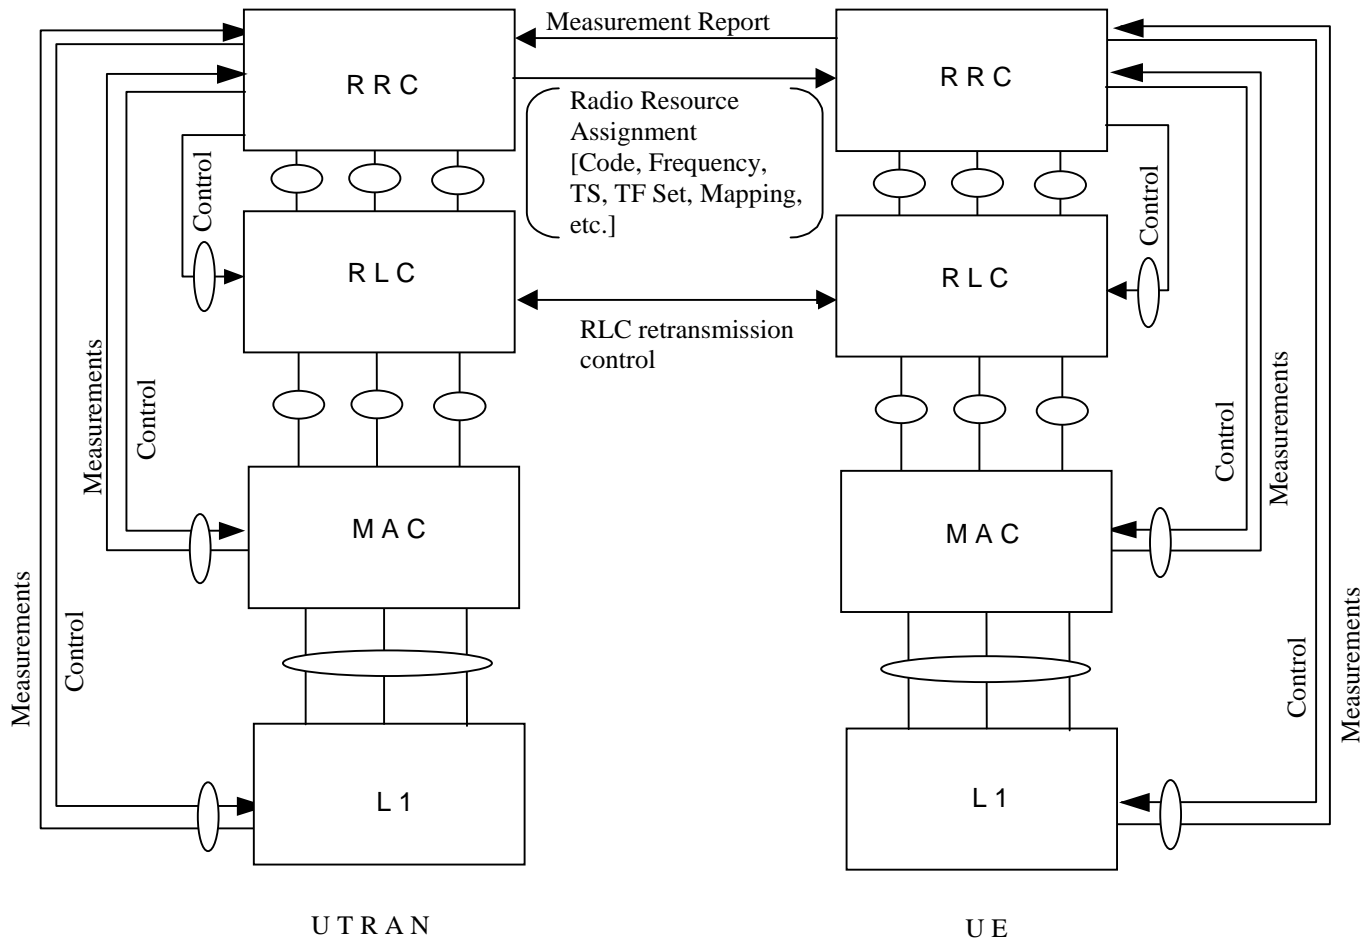 Measurement Report
R R C
R R C
Radio Resource
Assignment
[Code, Frequency,
TS, TF Set, Mapping,
etc.]
Control
Control
R L C
R L C
RLC retransmission
control
Measurements
Control
Control
Measurements
M A C
M A C
Measurements
Control
Control
Measurements
L 1
L 1
U T R A N
U E